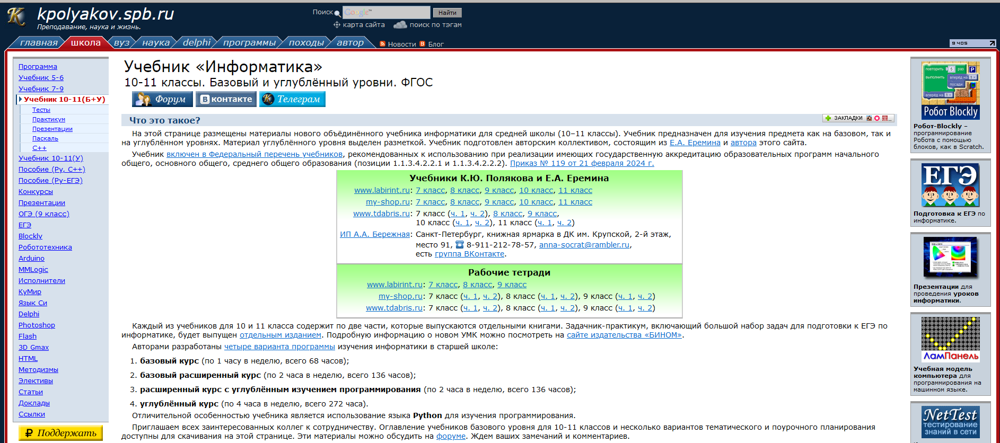 kpolyakov.spb.ru
Преподавание, наука и жизнь.
Поиск
Google™
Найти
карта сайта
поиск по тэгам
главная
школа
вуз
наука
delphi
программы
походы
автор
Новости
Блог
9 405
Программа
Учебник 5-6
Учебник 7-9
Учебник 10-11(Б+У)
Тесты
Практикум
Презентации
Паскаль
C++
Учебник 10-11(У)
Пособие (Py, C++)
Пособие (Py-ЕГЭ)
Конкурсы
Презентации
ОГЭ (9 класс)
ЕГЭ
Blockly
Робототехника
Arduino
MMLogic
Исполнители
КуМир
Язык Си
Delphi
Photoshop
Flash
3D Gmax
HTML
Методизмы
Элективы
Статьи
Доклады
Ссылки
₽ Поддержать
Учебник «Информатика»
10-11 классы. Базовый и углублённый уровни. ФГОС
Форум
В контакте
Телеграм
Что это такое?
ЗАКЛАДКИ
На этой странице размещены материалы нового объёдинённого учебника информатики для средней школы (10–11 классы). Учебник предназначен для изучения предмета как на базовом, так и
на углублённом уровнях. Материал углублённого уровня выделен разметкой. Учебник подготовлен авторским коллективом, состоящим из Е.А. Еремина и автора этого сайта.
Учебник включен в Федеральный перечень учебников, рекомендованных к использованию при реализации имеющих государственную аккредитацию образовательных программ начального
общего, основного общего, среднего общего образования (позиции 1.1.3.4.2.2.1 и 1.1.3.4.2.2.2). Приказ № 119 от 21 февраля 2024 г.
Учебники К.Ю. Полякова и Е.А. Еремина
www.labirint.ru: 7 класс, 8 класс, 9 класс, 10 класс, 11 класс
my-shop.ru: 7 класс, 8 класс, 9 класс, 10 класс, 11 класс
www.tdabris.ru: 7 класс (ч. 1, ч. 2), 8 класс, 9 класс,
10 класс (ч. 1, ч. 2), 11 класс (ч. 1, ч. 2)
ИП А.А. Бережная: Санкт-Петербург, книжная ярмарка в ДК им. Крупской, 2-й этаж,
место 91, ☎ 8-911-212-78-57, anna-socrat@rambler.ru,
есть группа ВКонтакте.
Рабочие тетради
www.labirint.ru: 7 класс, 8 класс, 9 класс
my-shop.ru: 7 класс (ч. 1, ч. 2), 8 класс (ч. 1, ч. 2), 9 класс (ч. 1, ч. 2)
www.tdabris.ru: 7 класс (ч. 1, ч. 2), 8 класс (ч. 1, ч. 2), 9 класс (ч. 1, ч. 2)
Каждый из учебников для 10 и 11 класса содержит по две части, которые выпускаются отдельными книгами. Задачник-практикум, включающий большой набор задач для подготовки к ЕГЭ по
информатике, будет выпущен отдельным изданием. Подробную информацию о новом УМК можно посмотреть на сайте издательства «БИНОМ».
Авторами разработаны четыре варианта программы изучения информатики в старшей школе:
1. базовый курс (по 1 часу в неделю, всего 68 часов);
2. базовый расширенный курс (по 2 часа в неделю, всего 136 часов);
3. расширенный курс с углублённым изучением программирования (по 2 часа в неделю, всего 136 часов);
4. углублённый курс (по 4 часа в неделю, всего 272 часа).
Отличительной особенностью учебника является использование языка Python для изучения программирования.
Приглашаем всех заинтересованных коллег к сотрудничеству. Оглавление учебников базового уровня для 10-11 классов и несколько вариантов тематического и поурочного планирования
доступны для скачивания на этой странице. Эти материалы можно обсудить на форуме. Ждем ваших замечаний и комментариев.
повторить 5 раз
выполнить вперёд на 1
посади
вперёд на 1
Робот Blockly
Робот-Blockly –
программирование
Робота с помощью
блоков, как в Scratch.
ЕГЭ
Подготовка к ЕГЭ по
информатике.
Презентации для
проведения уроков
информатики.
ЛамПанель
Учебная модель
компьютера для
программирования на
машинном языке.
NetTest
тестирование
знаний в сети